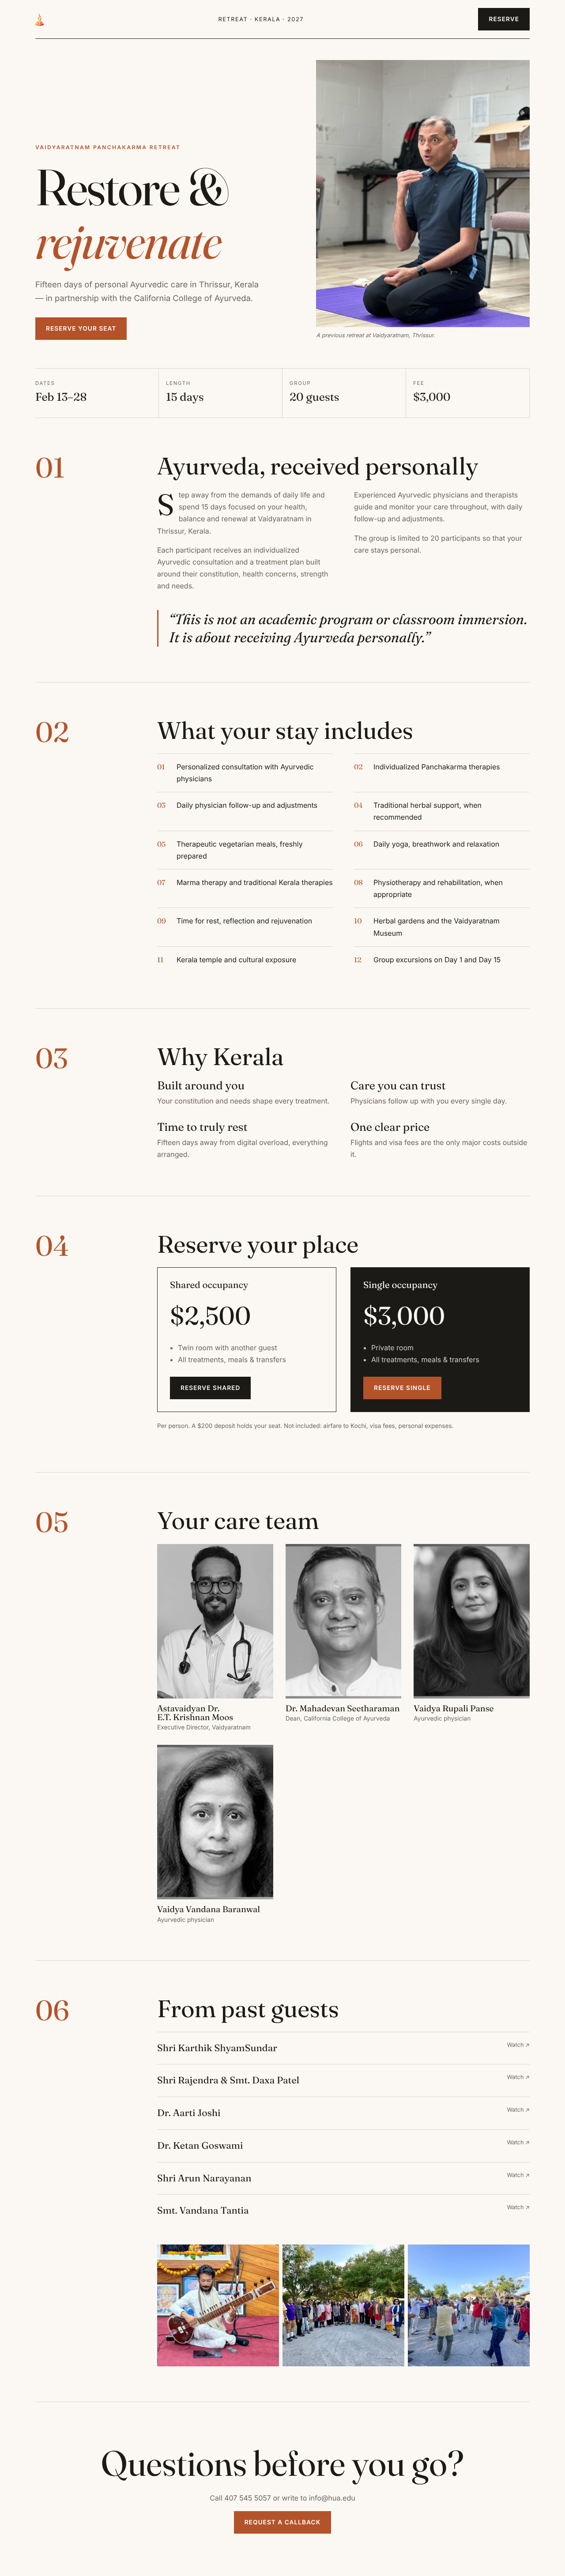 RETREAT · KERALA · 2027
RESERVE
VAIDYARATNAM PANCHAKARMA RETREAT
Restore &
rejuvenate
Fifteen days of personal Ayurvedic care in Thrissur, Kerala
— in partnership with the California College of Ayurveda.
RESERVE YOUR SEAT
A previous retreat at Vaidyaratnam, Thrissur.
DATES
Feb 13–28
LENGTH
15 days
GROUP
20 guests
FEE
$3,000
01
Ayurveda, received personally
Step away from the demands of daily life and
spend 15 days focused on your health,
balance and renewal at Vaidyaratnam in
Thrissur, Kerala.
Each participant receives an individualized
Ayurvedic consultation and a treatment plan built
around their constitution, health concerns, strength
and needs.
Experienced Ayurvedic physicians and therapists
guide and monitor your care throughout, with daily
follow-up and adjustments.
The group is limited to 20 participants so that your
care stays personal.
“This is not an academic program or classroom immersion.
It is about receiving Ayurveda personally.”
02
What your stay includes
01 Personalized consultation with Ayurvedic
physicians
02 Individualized Panchakarma therapies
03 Daily physician follow-up and adjustments
04 Traditional herbal support, when
recommended
05 Therapeutic vegetarian meals, freshly
prepared
06 Daily yoga, breathwork and relaxation
07 Marma therapy and traditional Kerala therapies
08 Physiotherapy and rehabilitation, when
appropriate
09 Time for rest, reflection and rejuvenation
10 Herbal gardens and the Vaidyaratnam
Museum
11 Kerala temple and cultural exposure
12 Group excursions on Day 1 and Day 15
03
Why Kerala
Built around you
Your constitution and needs shape every treatment.
Care you can trust
Physicians follow up with you every single day.
Time to truly rest
Fifteen days away from digital overload, everything
arranged.
One clear price
Flights and visa fees are the only major costs outside
it.
04
Reserve your place
Shared occupancy
$2,500
• Twin room with another guest
• All treatments, meals & transfers
RESERVE SHARED
Single occupancy
$3,000
• Private room
• All treatments, meals & transfers
RESERVE SINGLE
Per person. A $200 deposit holds your seat. Not included: airfare to Kochi, visa fees, personal expenses.
05
Your care team
Astavaidyan Dr.
E.T. Krishnan Moos
Executive Director, Vaidyaratnam
Dr. Mahadevan Seetharaman
Dean, California College of Ayurveda
Vaidya Rupali Panse
Ayurvedic physician
Vaidya Vandana Baranwal
Ayurvedic physician
06
From past guests
Shri Karthik ShyamSundar
Watch ↗
Shri Rajendra & Smt. Daxa Patel
Watch ↗
Dr. Aarti Joshi
Watch ↗
Dr. Ketan Goswami
Watch ↗
Shri Arun Narayanan
Watch ↗
Smt. Vandana Tantia
Watch ↗
Questions before you go?
Call 407 545 5057 or write to info@hua.edu
REQUEST A CALLBACK